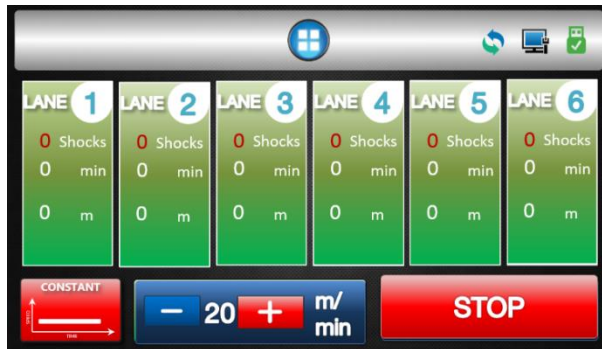 LANE 1
0 Shocks
0 min
0 m
LANE 2
0 Shocks
0 min
0 m
LANE 3
0 Shocks
0 min
0 m
LANE 4
0 Shocks
0 min
0 m
LANE 5
0 Shocks
0 min
0 m
LANE 6
0 Shocks
0 min
0 m
CONSTANT
SPEED
TIME
− 20 + m/
min
STOP